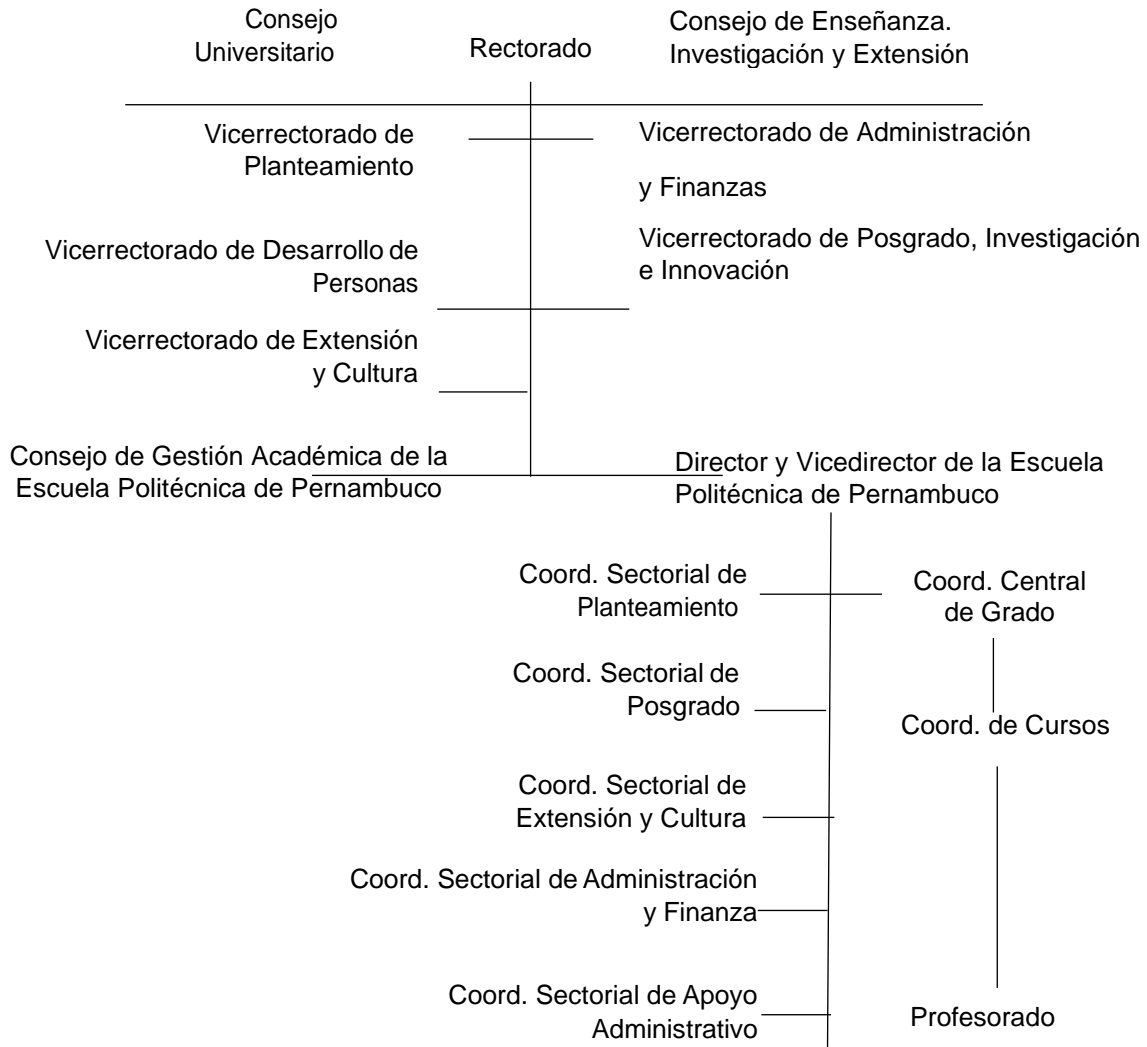 Consejo
Universitario
Rectorado
Consejo de Enseñanza.
Investigación y Extensión
Vicerrectorado de
Planteamiento
Vicerrectorado de Administración
y Finanzas
Vicerrectorado de Desarrollo de
Personas
Vicerrectorado de Posgrado, Investigación
e Innovación
Vicerrectorado de Extensión
y Cultura
Consejo de Gestión Académica de la
Escuela Politécnica de Pernambuco
Director y Vicedirector de la Escuela
Politécnica de Pernambuco
Coord. Sectorial de
Planteamiento
Coord. Central
de Grado
Coord. Sectorial de
Posgrado
Coord. de Cursos
Coord. Sectorial de
Extensión y Cultura
Coord. Sectorial de Administración
y Finanza
Coord. Sectorial de Apoyo
Administrativo
Profesorado